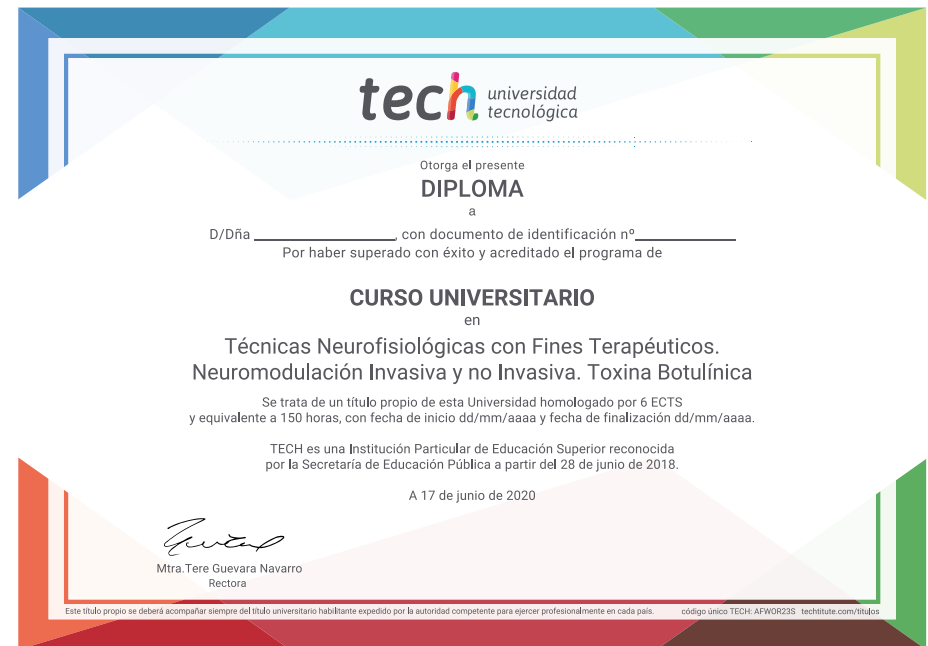 tech universidad
tecnológica
Otorga el presente
DIPLOMA
a
D/Dña ____________________, con documento de identificación nº______________
Por haber superado con éxito y acreditado el programa de
CURSO UNIVERSITARIO
en
Técnicas Neurofisiológicas con Fines Terapéuticos.
Neuromodulación Invasiva y no Invasiva. Toxina Botulínica
Se trata de un título propio de esta Universidad homologado por 6 ECTS
y equivalente a 150 horas, con fecha de inicio dd/mm/aaaa y fecha de finalización dd/mm/aaaa.
TECH es una Institución Particular de Educación Superior reconocida
por la Secretaría de Educación Pública a partir del 28 de junio de 2018.
A 17 de junio de 2020
Mtra.Tere Guevara Navarro
Rectora
Este título propio se deberá acompañar siempre del título universitario habilitante expedido por la autoridad competente para ejercer profesionalmente en cada país. código único TECH: AFWOR23S techtitute.com/titulos